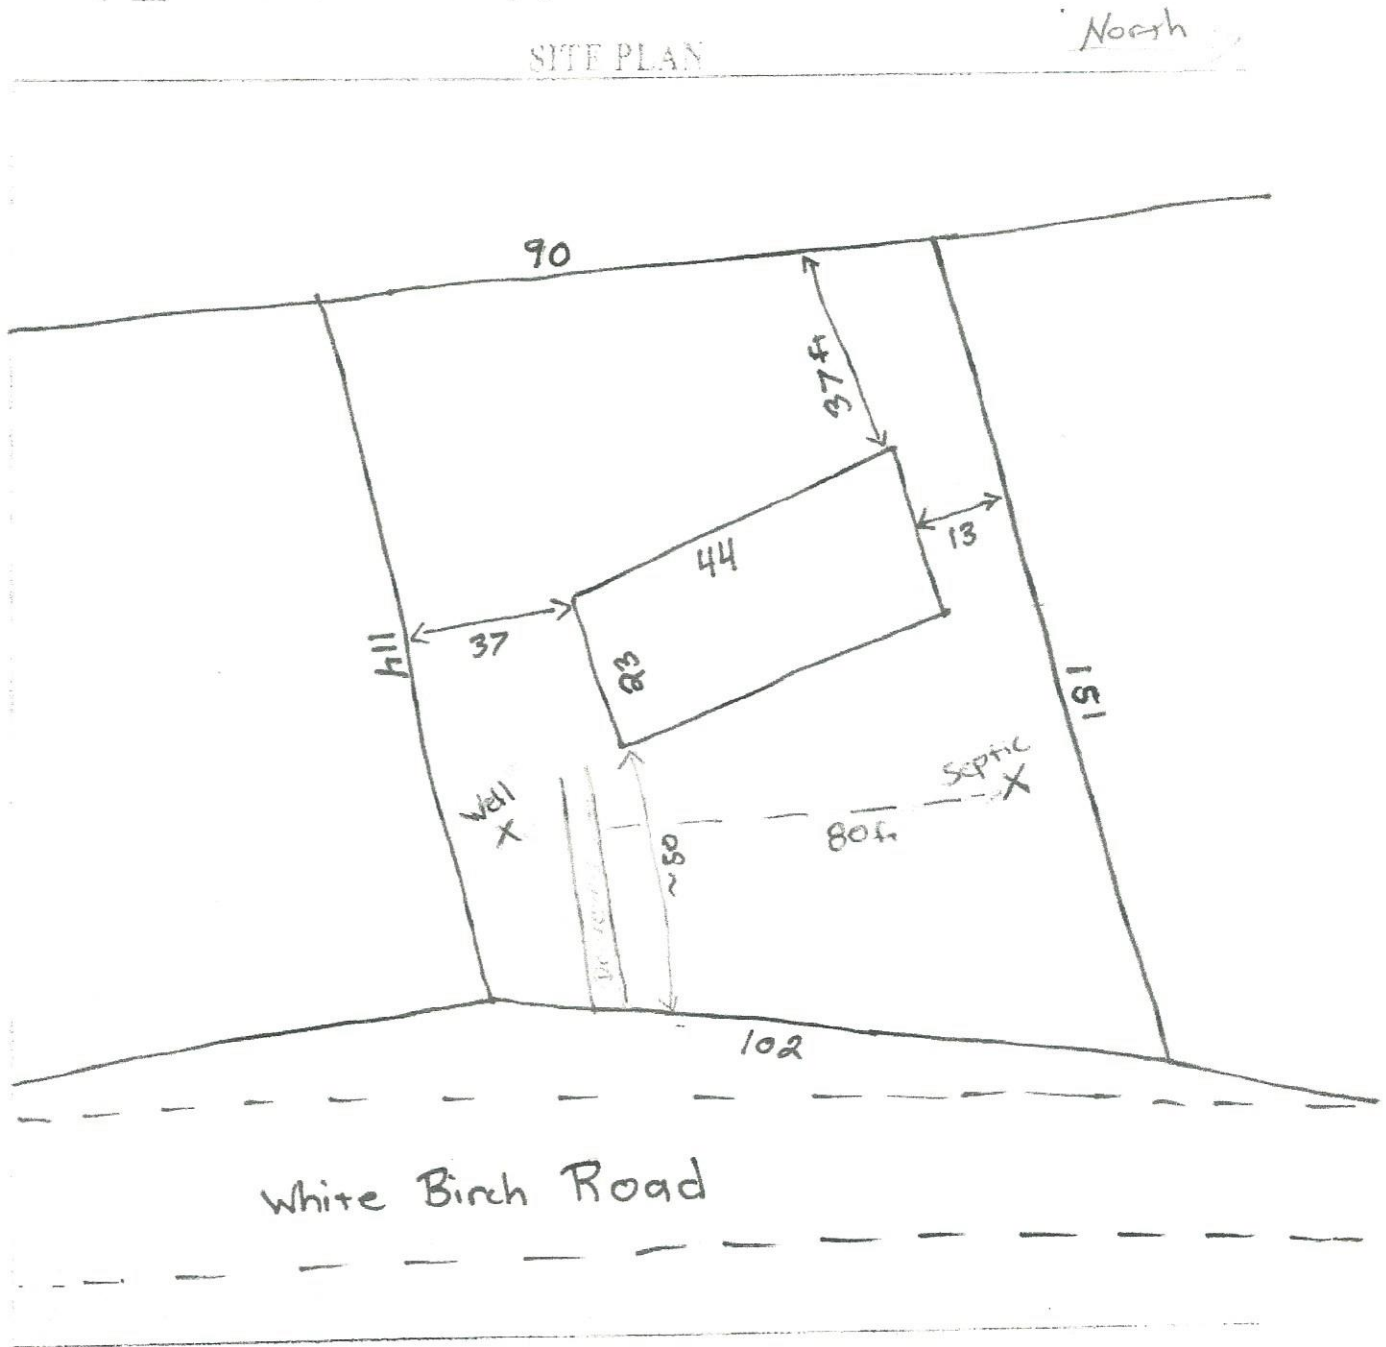 North
SITE PLAN
90
37 ft
13
44
37
23
114
151
Septic
Well
X
X
80 ft
~80
102
White Birch Road